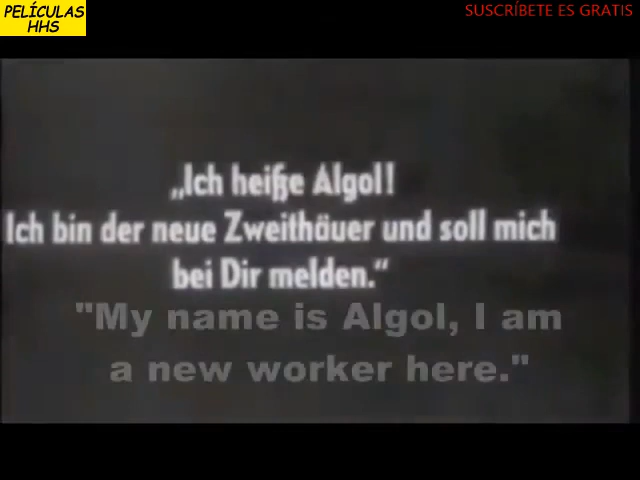 PELÍCULAS
HHS
SUSCRÍBETE ES GRATIS
„Ich heiße Algol!
Ich bin der neue Zweithäuer und soll mich
bei Dir melden.“
"My name is Algol, I am
a new worker here."